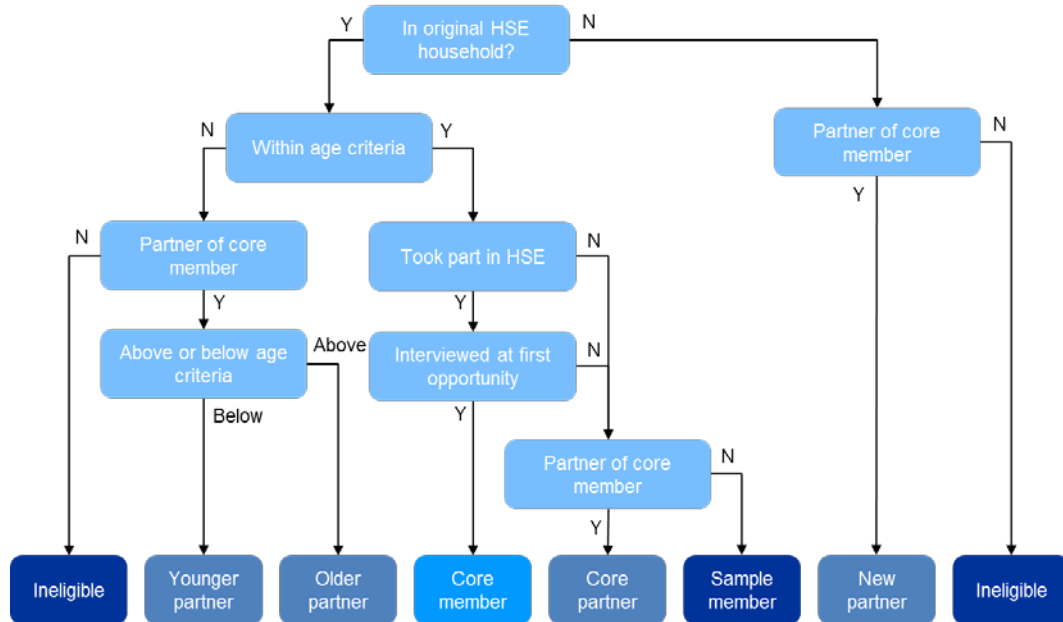 Y
In original HSE
household?
N
N
Within age criteria
Y
Partner of core
member
N
Y
N
Partner of core
member
Y
Took part in HSE
N
Y
Above or below age
criteria
Above
Below
Interviewed at first
opportunity
N
Y
Partner of core
member
N
Y
Ineligible
Younger
partner
Older
partner
Core
member
Core
partner
Sample
member
New
partner
Ineligible